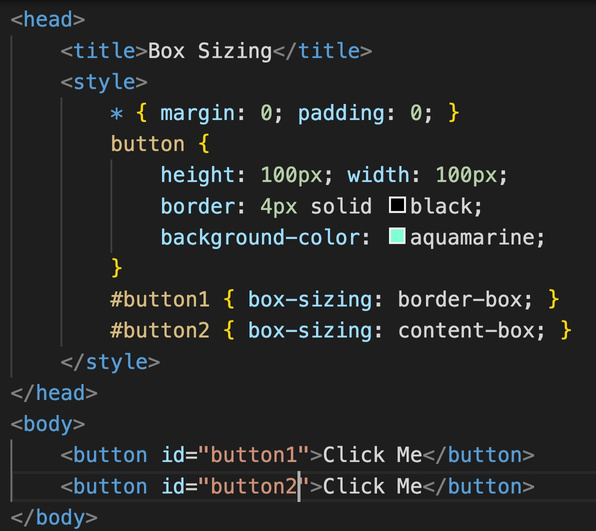 <head>
<title>Box Sizing</title>
<style>
* { margin: 0; padding: 0; }
button {
height: 100px; width: 100px;
border: 4px solid black;
background-color: aquamarine;
}
#button1 { box-sizing: border-box; }
#button2 { box-sizing: content-box; }
</style>
</head>
<body>
<button id="button1">Click Me</button>
<button id="button2">Click Me</button>
</body>